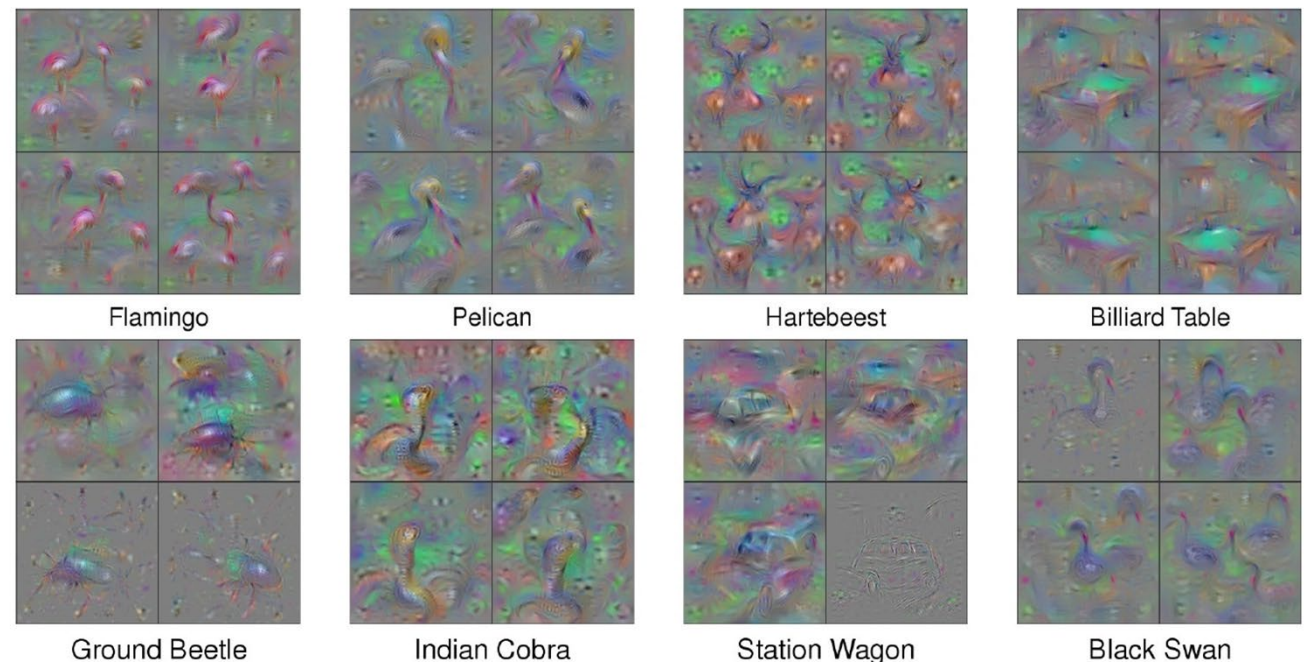 Flamingo
Pelican
Hartebeest
Billiard Table
Ground Beetle
Indian Cobra
Station Wagon
Black Swan